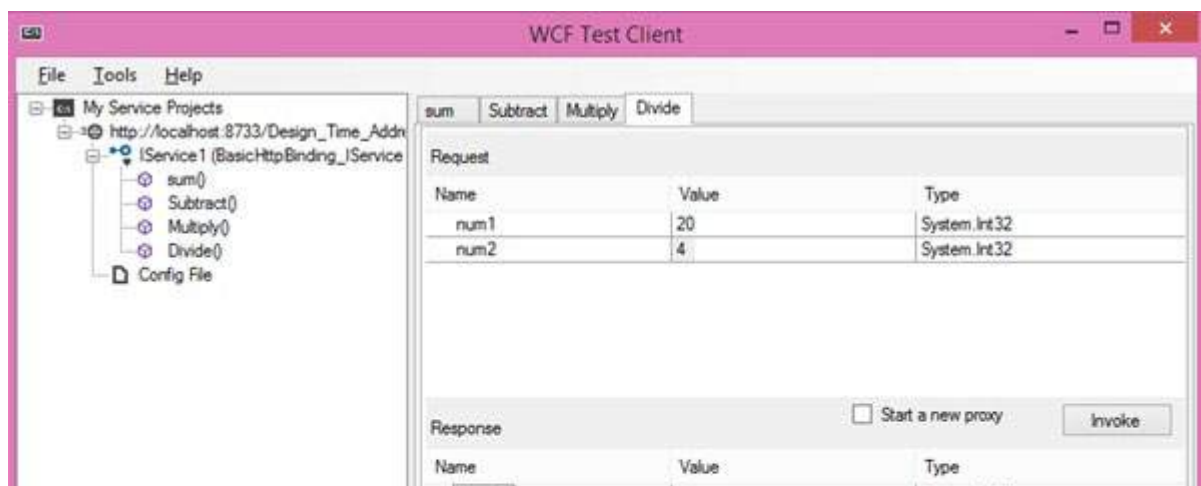 WCF Test Client
File Tools Help
My Service Projects
http://localhost:8733/Design_Time_Addre
IService1 (BasicHttpBinding_IService
sum()
Subtract()
Multiply()
Divide()
Config File
sum Subtract Multiply Divide
Request
Name Value Type
num1 20 System.Int32
num2 4 System.Int32
Response Start a new proxy Invoke
Name Value Type